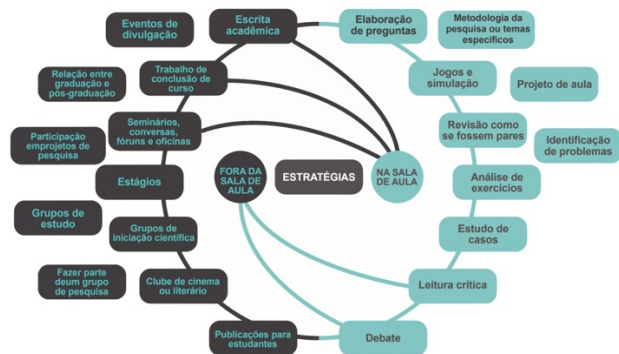 Eventos de
divulgação
Escrita
acadêmica
Elaboração
de preguntas
Metodologia da
pesquisa ou temas
específicos
Relação entre
graduação e
pós-graduação
Trabalho de
conclusão de
curso
Jogos e
simulação
Projeto de aula
Participação
emprojetos de
pesquisa
Seminários,
conversas,
fóruns e oficinas
Revisão como
se fossem pares
Identificação
de problemas
Estágios
FORA DA
SALA DE
AULA
ESTRATÉGIAS
NA SALA
DE AULA
Análise de
exercícios
Grupos de
estudo
Grupos de
iniciação científica
Estudo de
casos
Fazer parte
deum grupo
de pesquisa
Clube de cinema
ou literário
Leitura crítica
Publicações para
estudantes
Debate